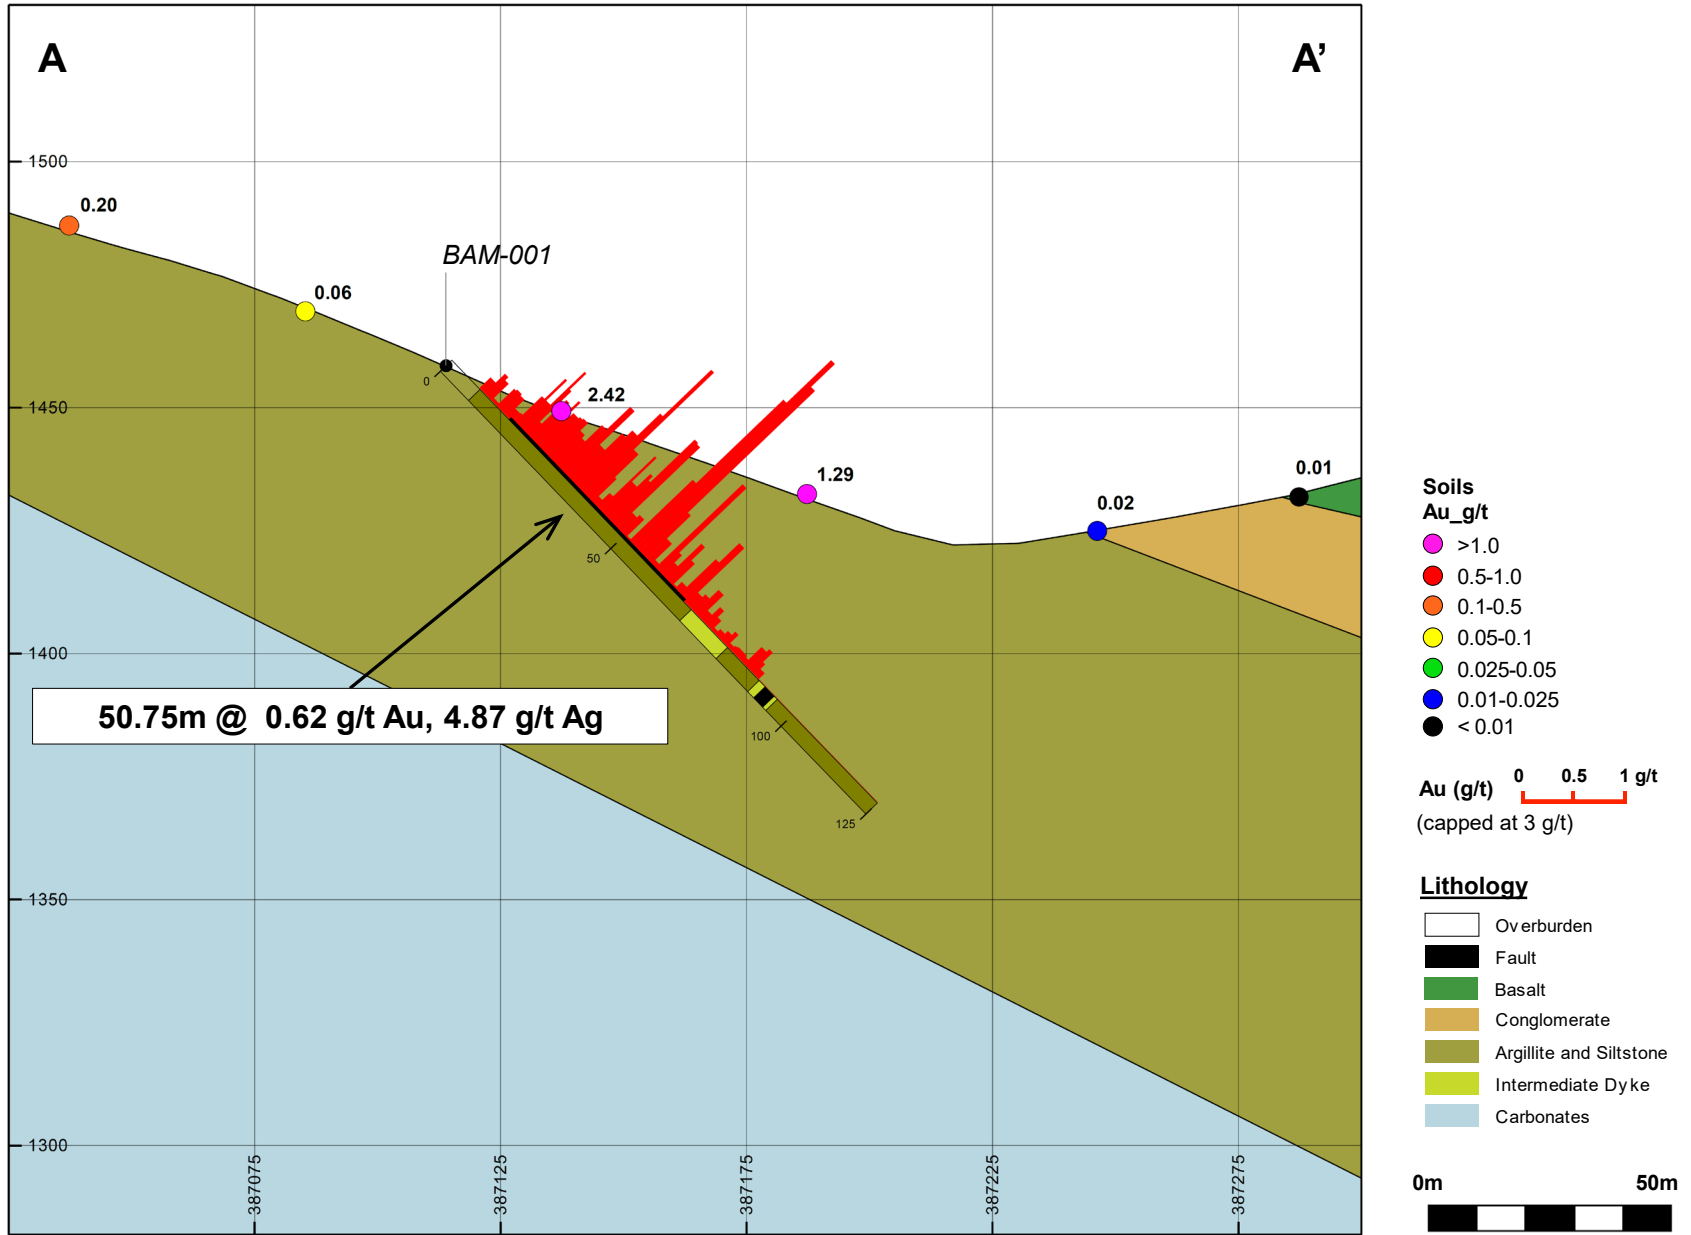 A
A’
1500
0.20
BAM-001
0.06
0
2.42
1450
1.29
0.01
0.02
50
1400
50.75m @ 0.62 g/t Au, 4.87 g/t Ag
100
125
1350
1300
387075
387125
387175
387225
387275
Soils
Au_g/t
>1.0
0.5-1.0
0.1-0.5
0.05-0.1
0.025-0.05
0.01-0.025
< 0.01
Au (g/t)
0 0.5 1 g/t
(capped at 3 g/t)
Lithology
Overburden
Fault
Basalt
Conglomerate
Argillite and Siltstone
Intermediate Dyke
Carbonates
0m 50m